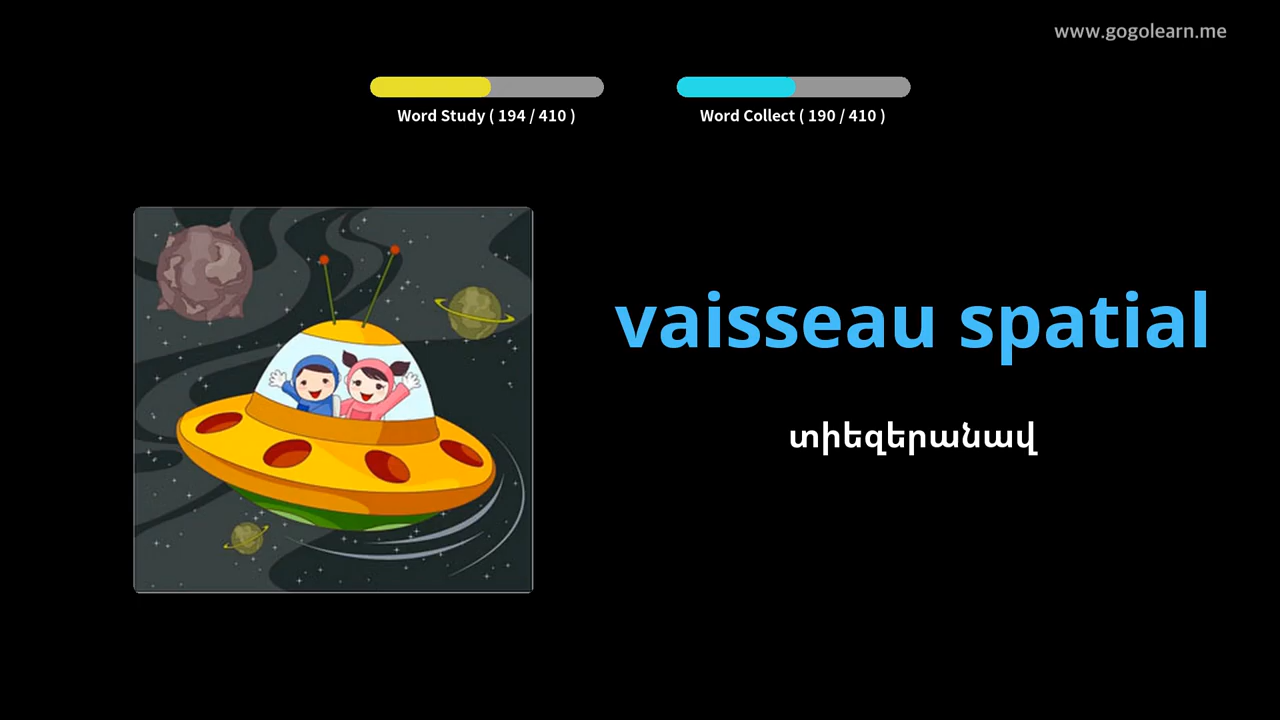 www.gogolearn.me
Word Study ( 194 / 410 )
Word Collect ( 190 / 410 )
vaisseau spatial
տիեզերանավ